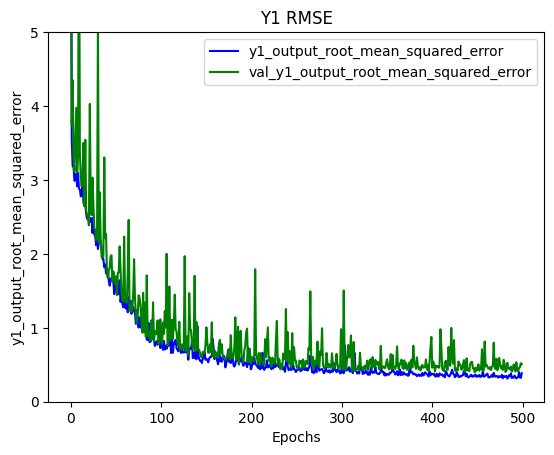 Y1 RMSE
y1_output_root_mean_squared_error
val_y1_output_root_mean_squared_error
y1_output_root_mean_squared_error
5
4
3
2
1
0
0 100 200 300 400 500
Epochs